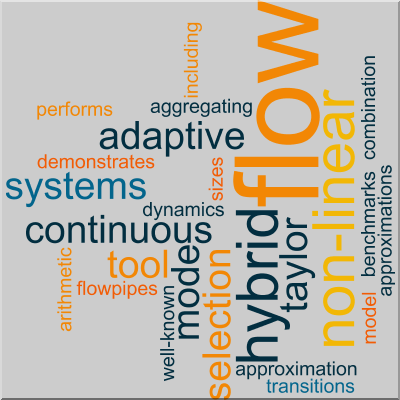 including
flow
performs
aggregating
combination
adaptive
non-linear
demonstrates
sizes
systems
dynamics
benchmarks
approximations
continuous
hybrid
taylor
mode
tool
selection
arithmetic
flowpipes
well-known
model
approximation
transitions